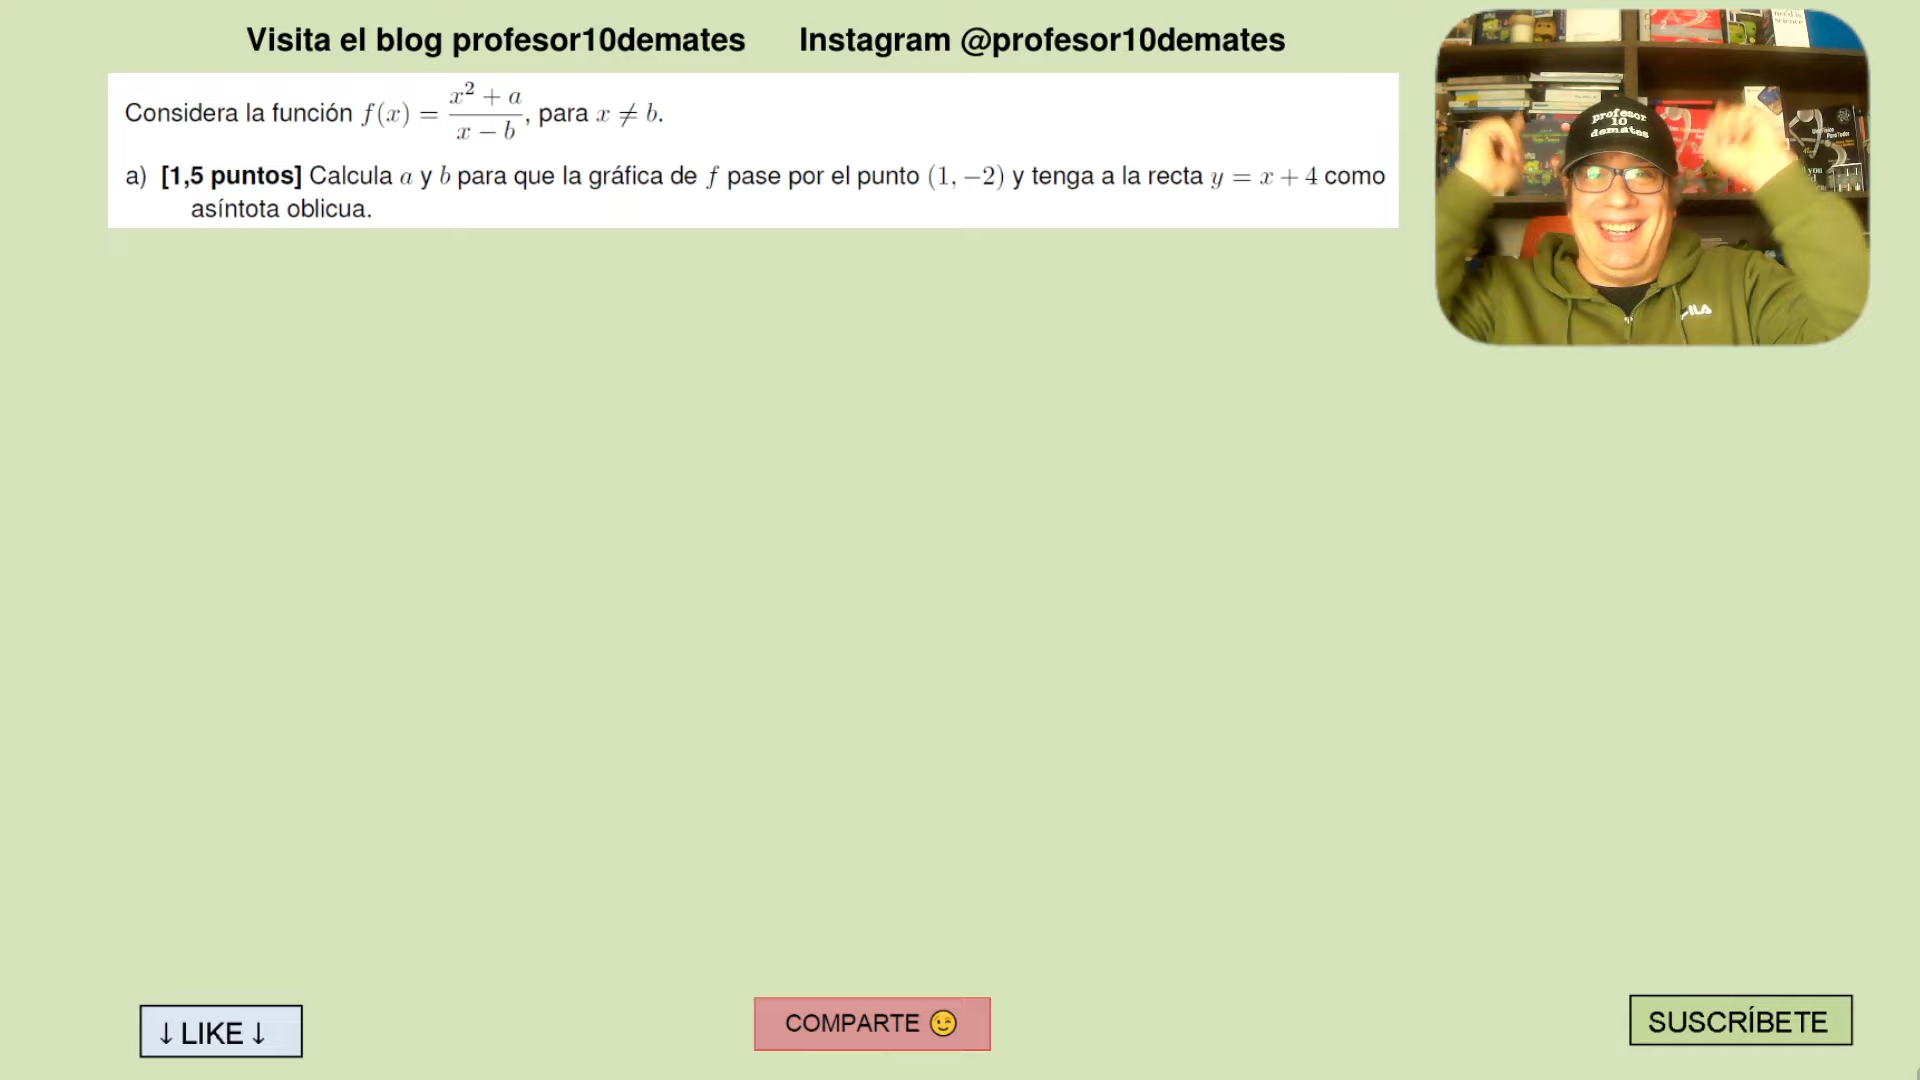 Visita el blog profesor10demates Instagram @profesor10demates
Considera la función f(x) = (x² + a)/(x − b), para x ≠ b.
a) [1,5 puntos] Calcula a y b para que la gráfica de f pase por el punto (1, −2) y tenga a la recta y = x + 4 como
asíntota oblicua.
profesor
10
demates
↓ LIKE ↓
COMPARTE 😉
SUSCRÍBETE